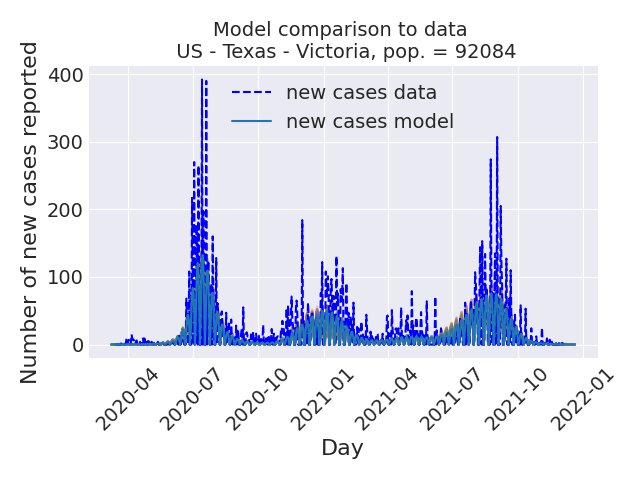 Model comparison to data
US - Texas - Victoria, pop. = 92084
Number of new cases reported
400
300
200
100
0
new cases data
new cases model
2020-04
2020-07
2020-10
2021-01
2021-04
2021-07
2021-10
2022-01
Day